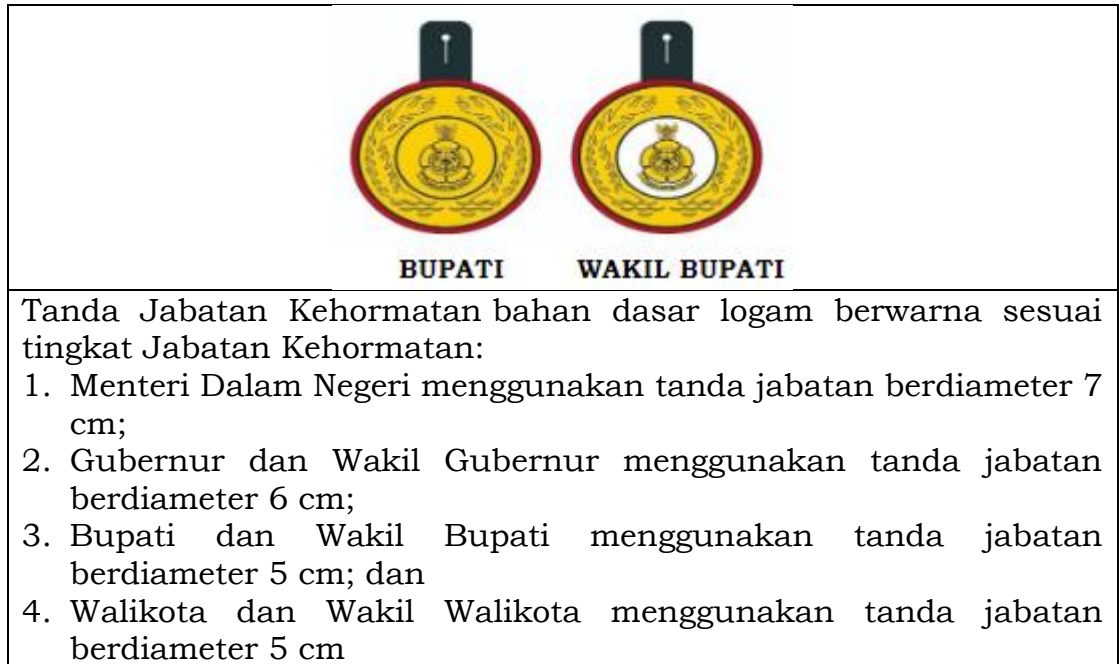 BUPATI WAKIL BUPATI
Tanda Jabatan Kehormatan bahan dasar logam berwarna sesuai
tingkat Jabatan Kehormatan:
1. Menteri Dalam Negeri menggunakan tanda jabatan berdiameter 7
cm;
2. Gubernur dan Wakil Gubernur menggunakan tanda jabatan
berdiameter 6 cm;
3. Bupati dan Wakil Bupati menggunakan tanda jabatan
berdiameter 5 cm; dan
4. Walikota dan Wakil Walikota menggunakan tanda jabatan
berdiameter 5 cm